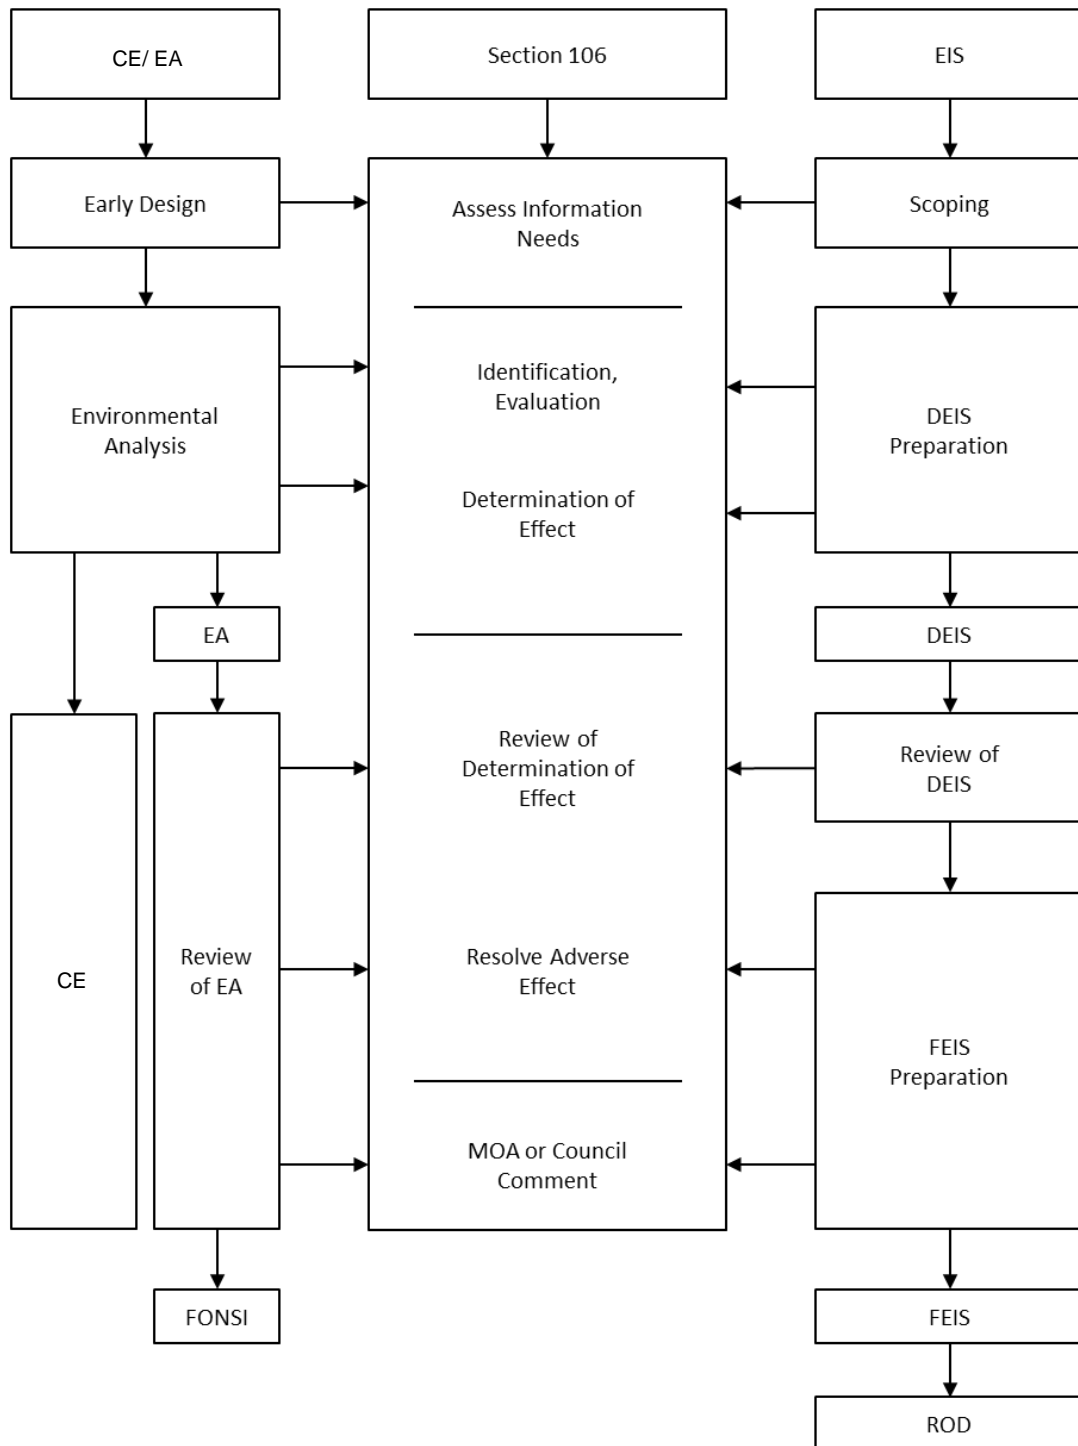 CE/ EA
Section 106
EIS
Early Design
Assess Information
Needs
Scoping
Environmental
Analysis
Identification,
Evaluation
Determination of
Effect
DEIS
Preparation
EA
DEIS
CE
Review
of EA
Review of
Determination of
Effect
Resolve Adverse
Effect
MOA or Council
Comment
Review of
DEIS
FEIS
Preparation
FONSI
FEIS
ROD